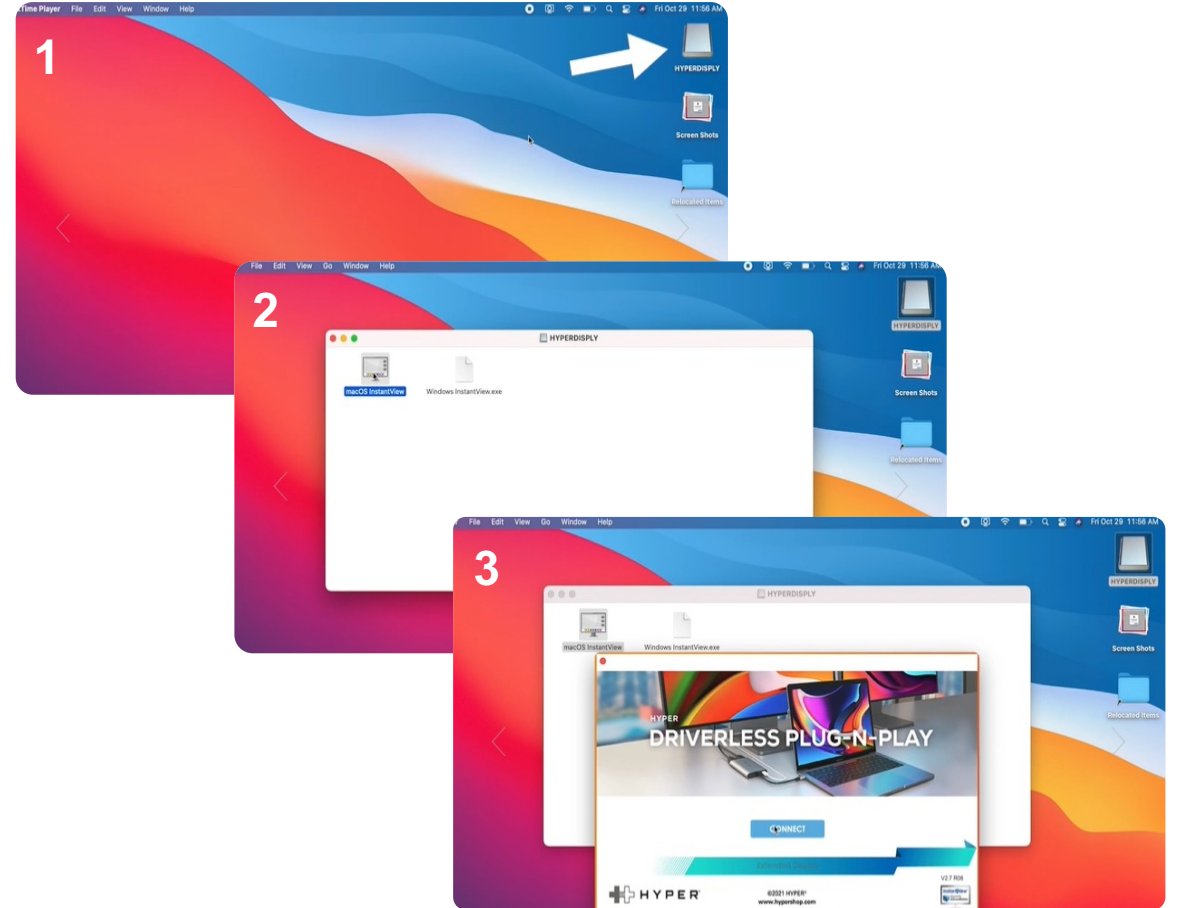 1
Time Player File Edit View Window Help
Fri Oct 29 11:56 AM
HYPERDISPLY
Screen Shots
Relocated Items
2
File Edit View Go Window Help
Fri Oct 29 11:56 AM
HYPERDISPLY
HYPERDISPLY
macOS InstantView
Windows InstantView.exe
Screen Shots
Relocated Items
3
File Edit View Go Window Help
Fri Oct 29 11:56 AM
HYPERDISPLY
HYPERDISPLY
macOS InstantView
Windows InstantView.exe
Screen Shots
Relocated Items
HYPER
DRIVERLESS PLUG-N-PLAY
CONNECT
V2.7 R06
HYPER
©2021 HYPER®
www.hypershop.com